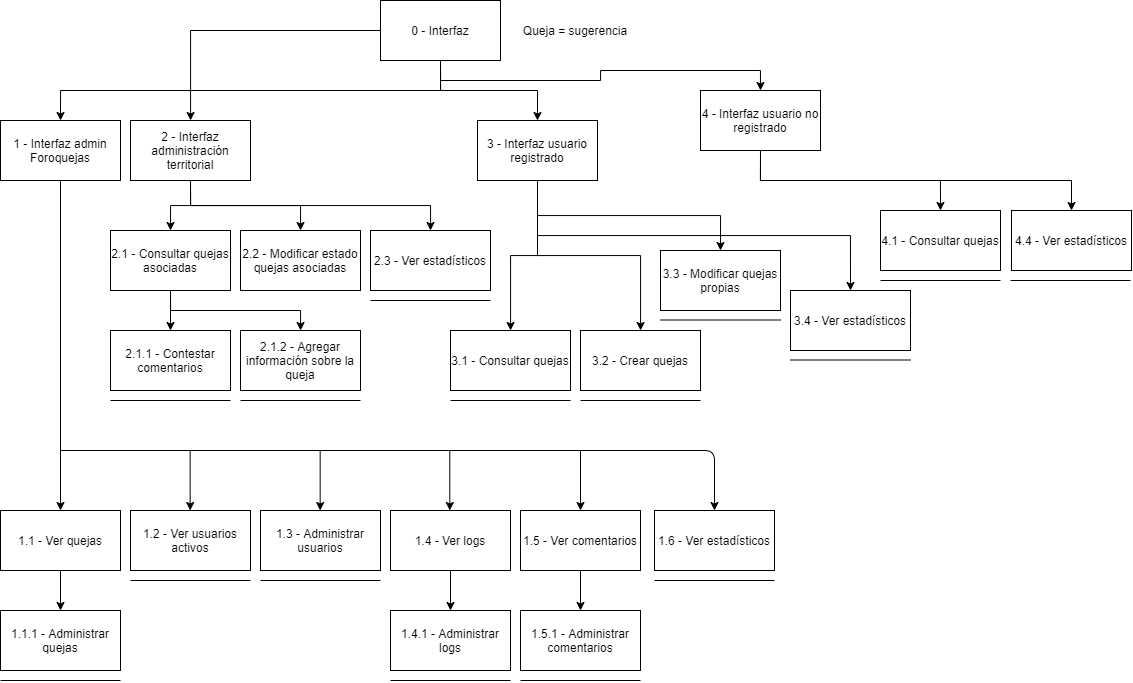 0 - Interfaz
Queja = sugerencia
1 - Interfaz admin
Foroquejas
2 - Interfaz
administración
territorial
3 - Interfaz usuario
registrado
4 - Interfaz usuario no
registrado
2.1 - Consultar quejas
asociadas
2.2 - Modificar estado
quejas asociadas
2.3 - Ver estadísticos
3.3 - Modificar quejas
propias
3.4 - Ver estadísticos
4.1 - Consultar quejas
4.4 - Ver estadísticos
2.1.1 - Contestar
comentarios
2.1.2 - Agregar
información sobre la
queja
3.1 - Consultar quejas
3.2 - Crear quejas
1.1 - Ver quejas
1.2 - Ver usuarios
activos
1.3 - Administrar
usuarios
1.4 - Ver logs
1.5 - Ver comentarios
1.6 - Ver estadísticos
1.1.1 - Administrar
quejas
1.4.1 - Administrar
logs
1.5.1 - Administrar
comentarios